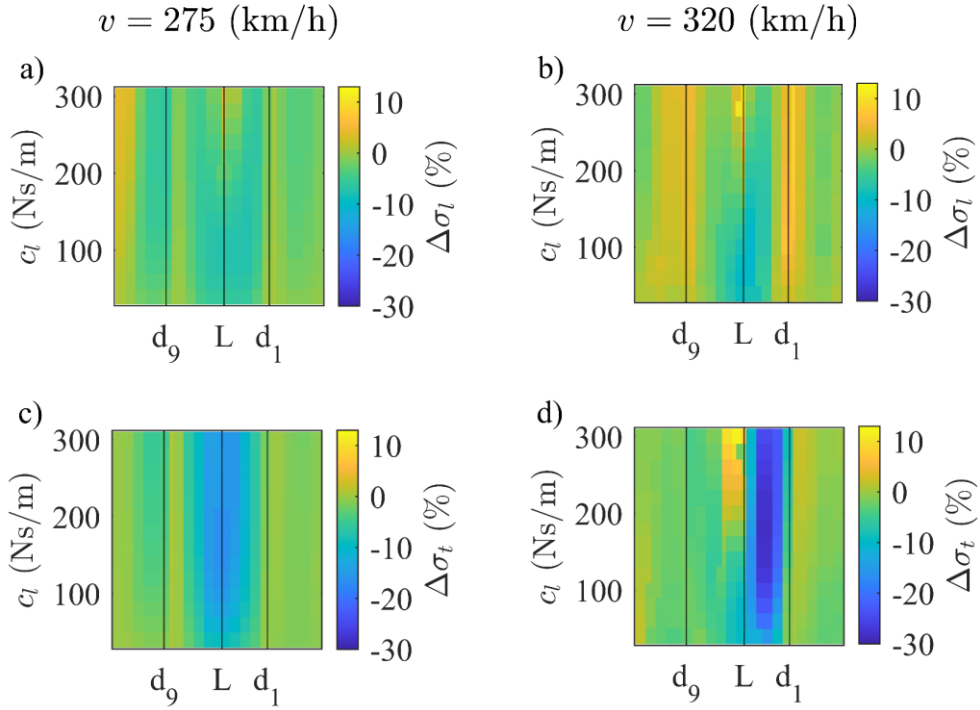 v = 275 (km/h)
v = 320 (km/h)
a)
300
200
100
c_l (Ns/m)
d_9 L d_1
10
0
-10
-20
-30
Δσ_l (%)
b)
300
200
100
c_l (Ns/m)
d_9 L d_1
10
0
-10
-20
-30
Δσ_l (%)
c)
300
200
100
c_l (Ns/m)
d_9 L d_1
10
0
-10
-20
-30
Δσ_t (%)
d)
300
200
100
c_l (Ns/m)
d_9 L d_1
10
0
-10
-20
-30
Δσ_t (%)